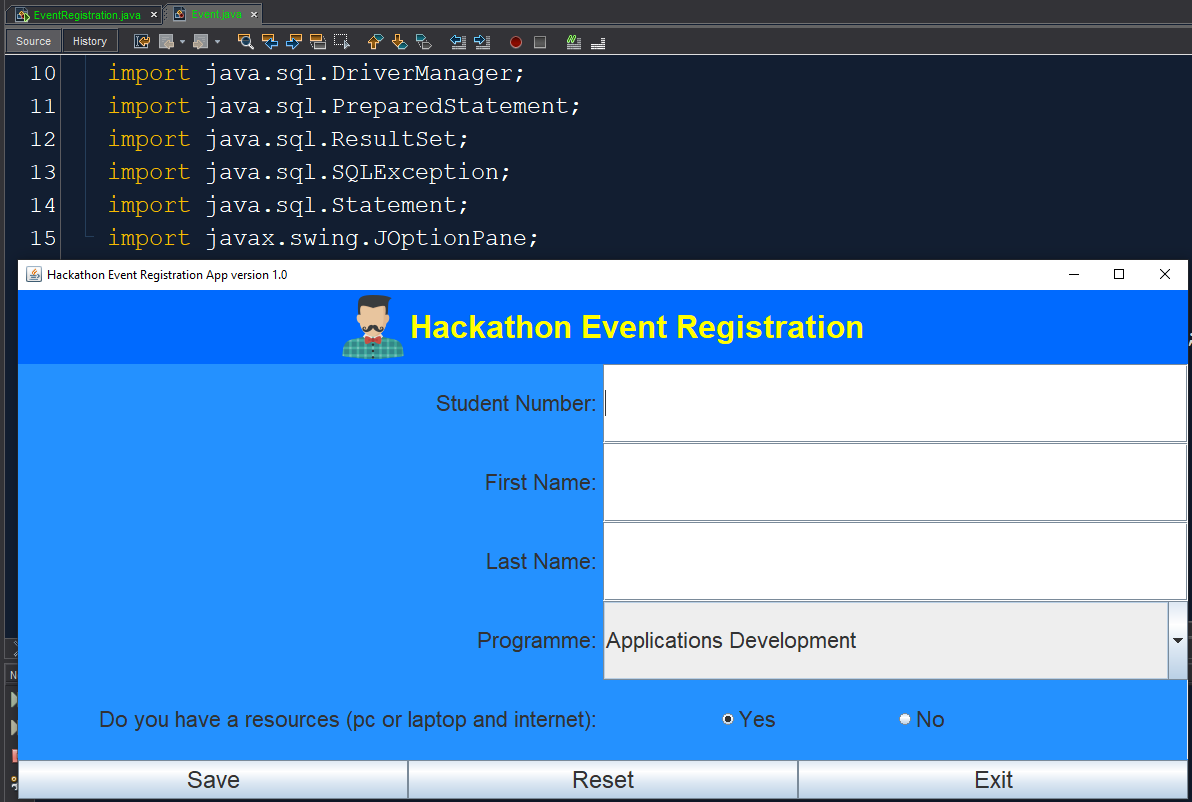 EventRegistration.java Event.java
Source History
10 import java.sql.DriverManager;
11 import java.sql.PreparedStatement;
12 import java.sql.ResultSet;
13 import java.sql.SQLException;
14 import java.sql.Statement;
15 import javax.swing.JOptionPane;
Hackathon Event Registration App version 1.0
Hackathon Event Registration
Student Number:
First Name:
Last Name:
Programme: Applications Development
Do you have a resources (pc or laptop and internet): Yes No
Save Reset Exit